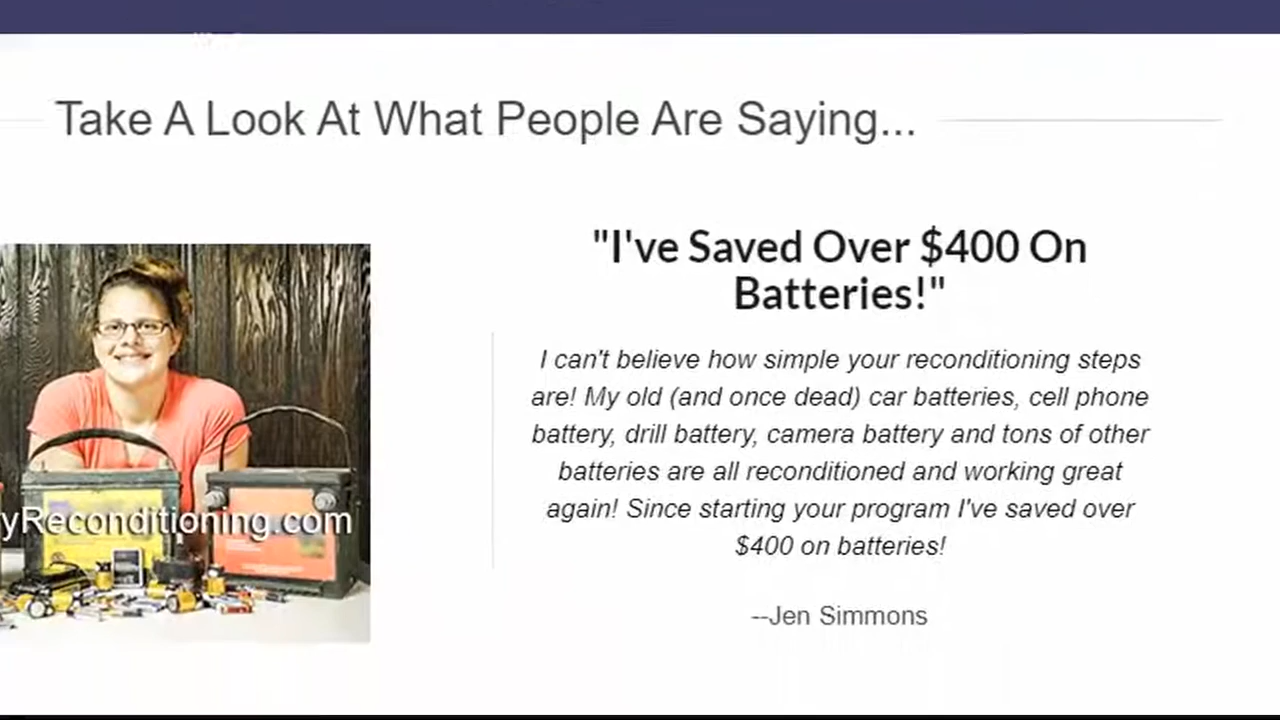 Take A Look At What People Are Saying...
"I've Saved Over $400 On
Batteries!"
I can't believe how simple your reconditioning steps
are! My old (and once dead) car batteries, cell phone
battery, drill battery, camera battery and tons of other
batteries are all reconditioned and working great
again! Since starting your program I've saved over
$400 on batteries!
--Jen Simmons
yReconditioning.com